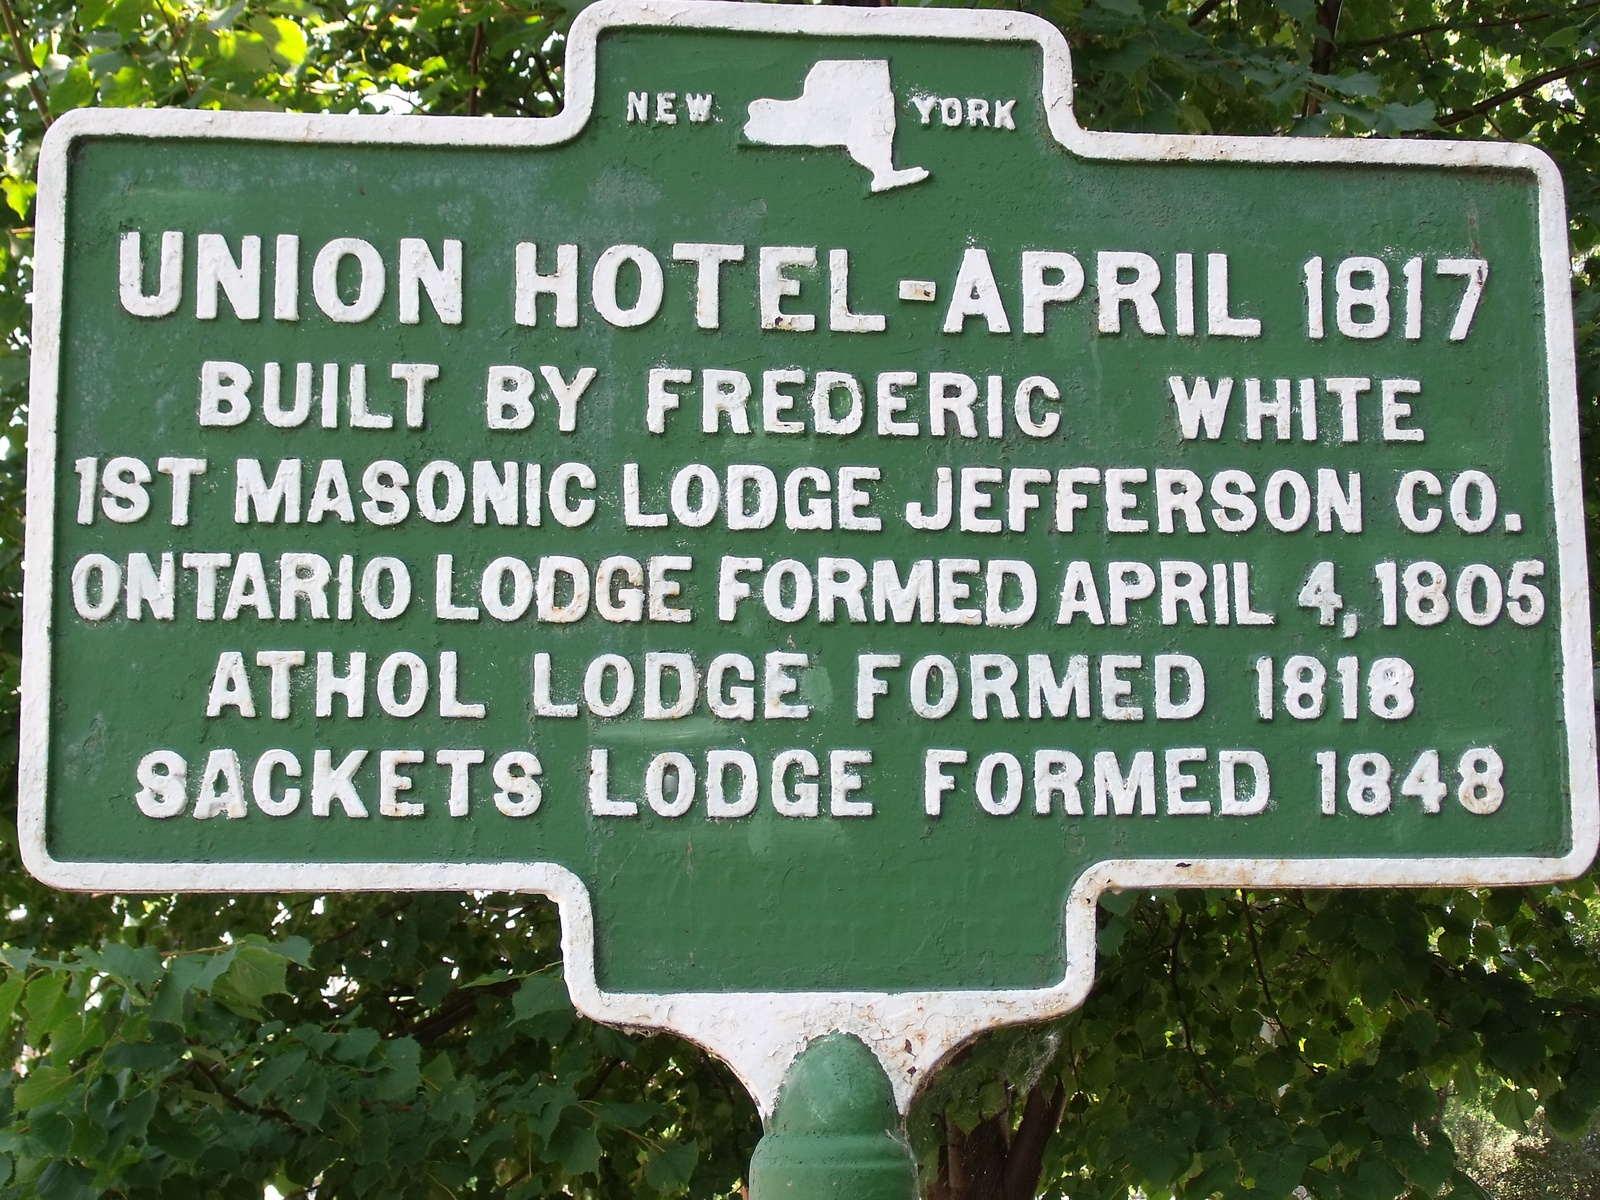 NEW YORK
UNION HOTEL-APRIL 1817
BUILT BY FREDERIC WHITE
1ST MASONIC LODGE JEFFERSON CO.
ONTARIO LODGE FORMED APRIL 4, 1805
ATHOL LODGE FORMED 1818
SACKETS LODGE FORMED 1848